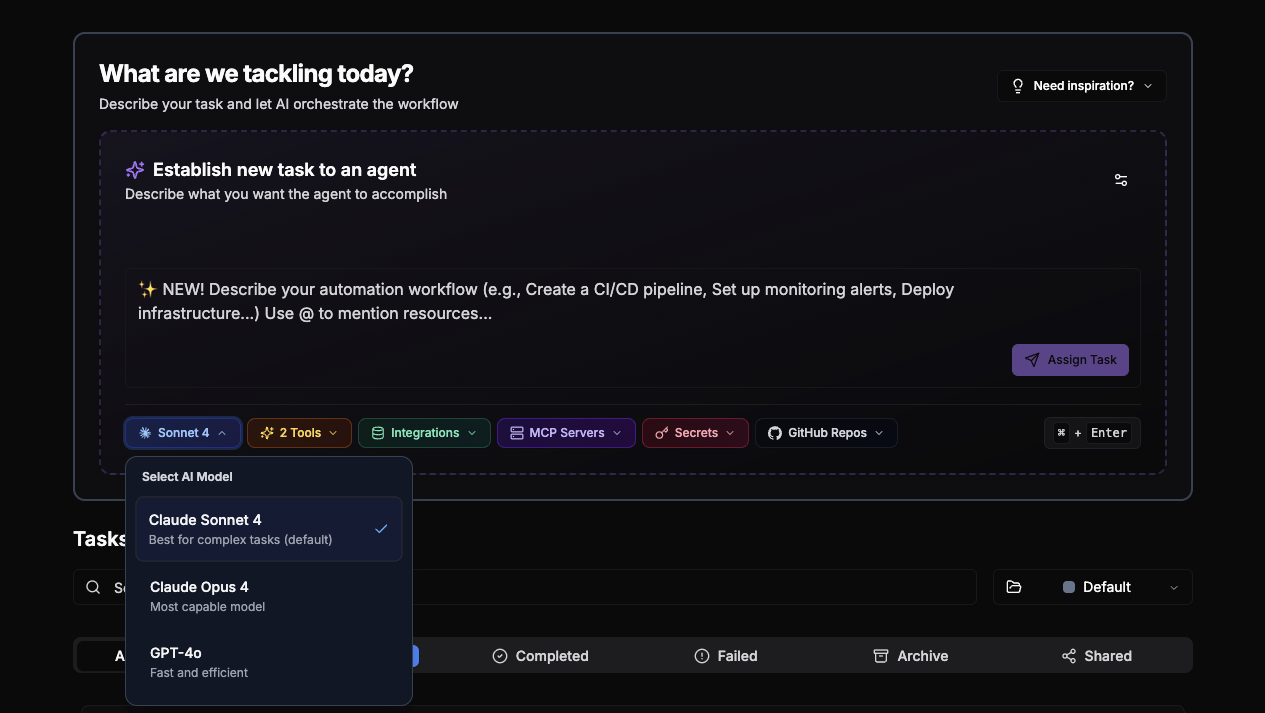 What are we tackling today?
Describe your task and let AI orchestrate the workflow
Need inspiration?
Establish new task to an agent
Describe what you want the agent to accomplish
✨ NEW! Describe your automation workflow (e.g., Create a CI/CD pipeline, Set up monitoring alerts, Deploy
infrastructure...) Use @ to mention resources...
Assign Task
Sonnet 4
2 Tools
Integrations
MCP Servers
Secrets
GitHub Repos
⌘ + Enter
Select AI Model
Claude Sonnet 4
Best for complex tasks (default)
Claude Opus 4
Most capable model
GPT-4o
Fast and efficient
Tasks
Default
Completed
Failed
Archive
Shared